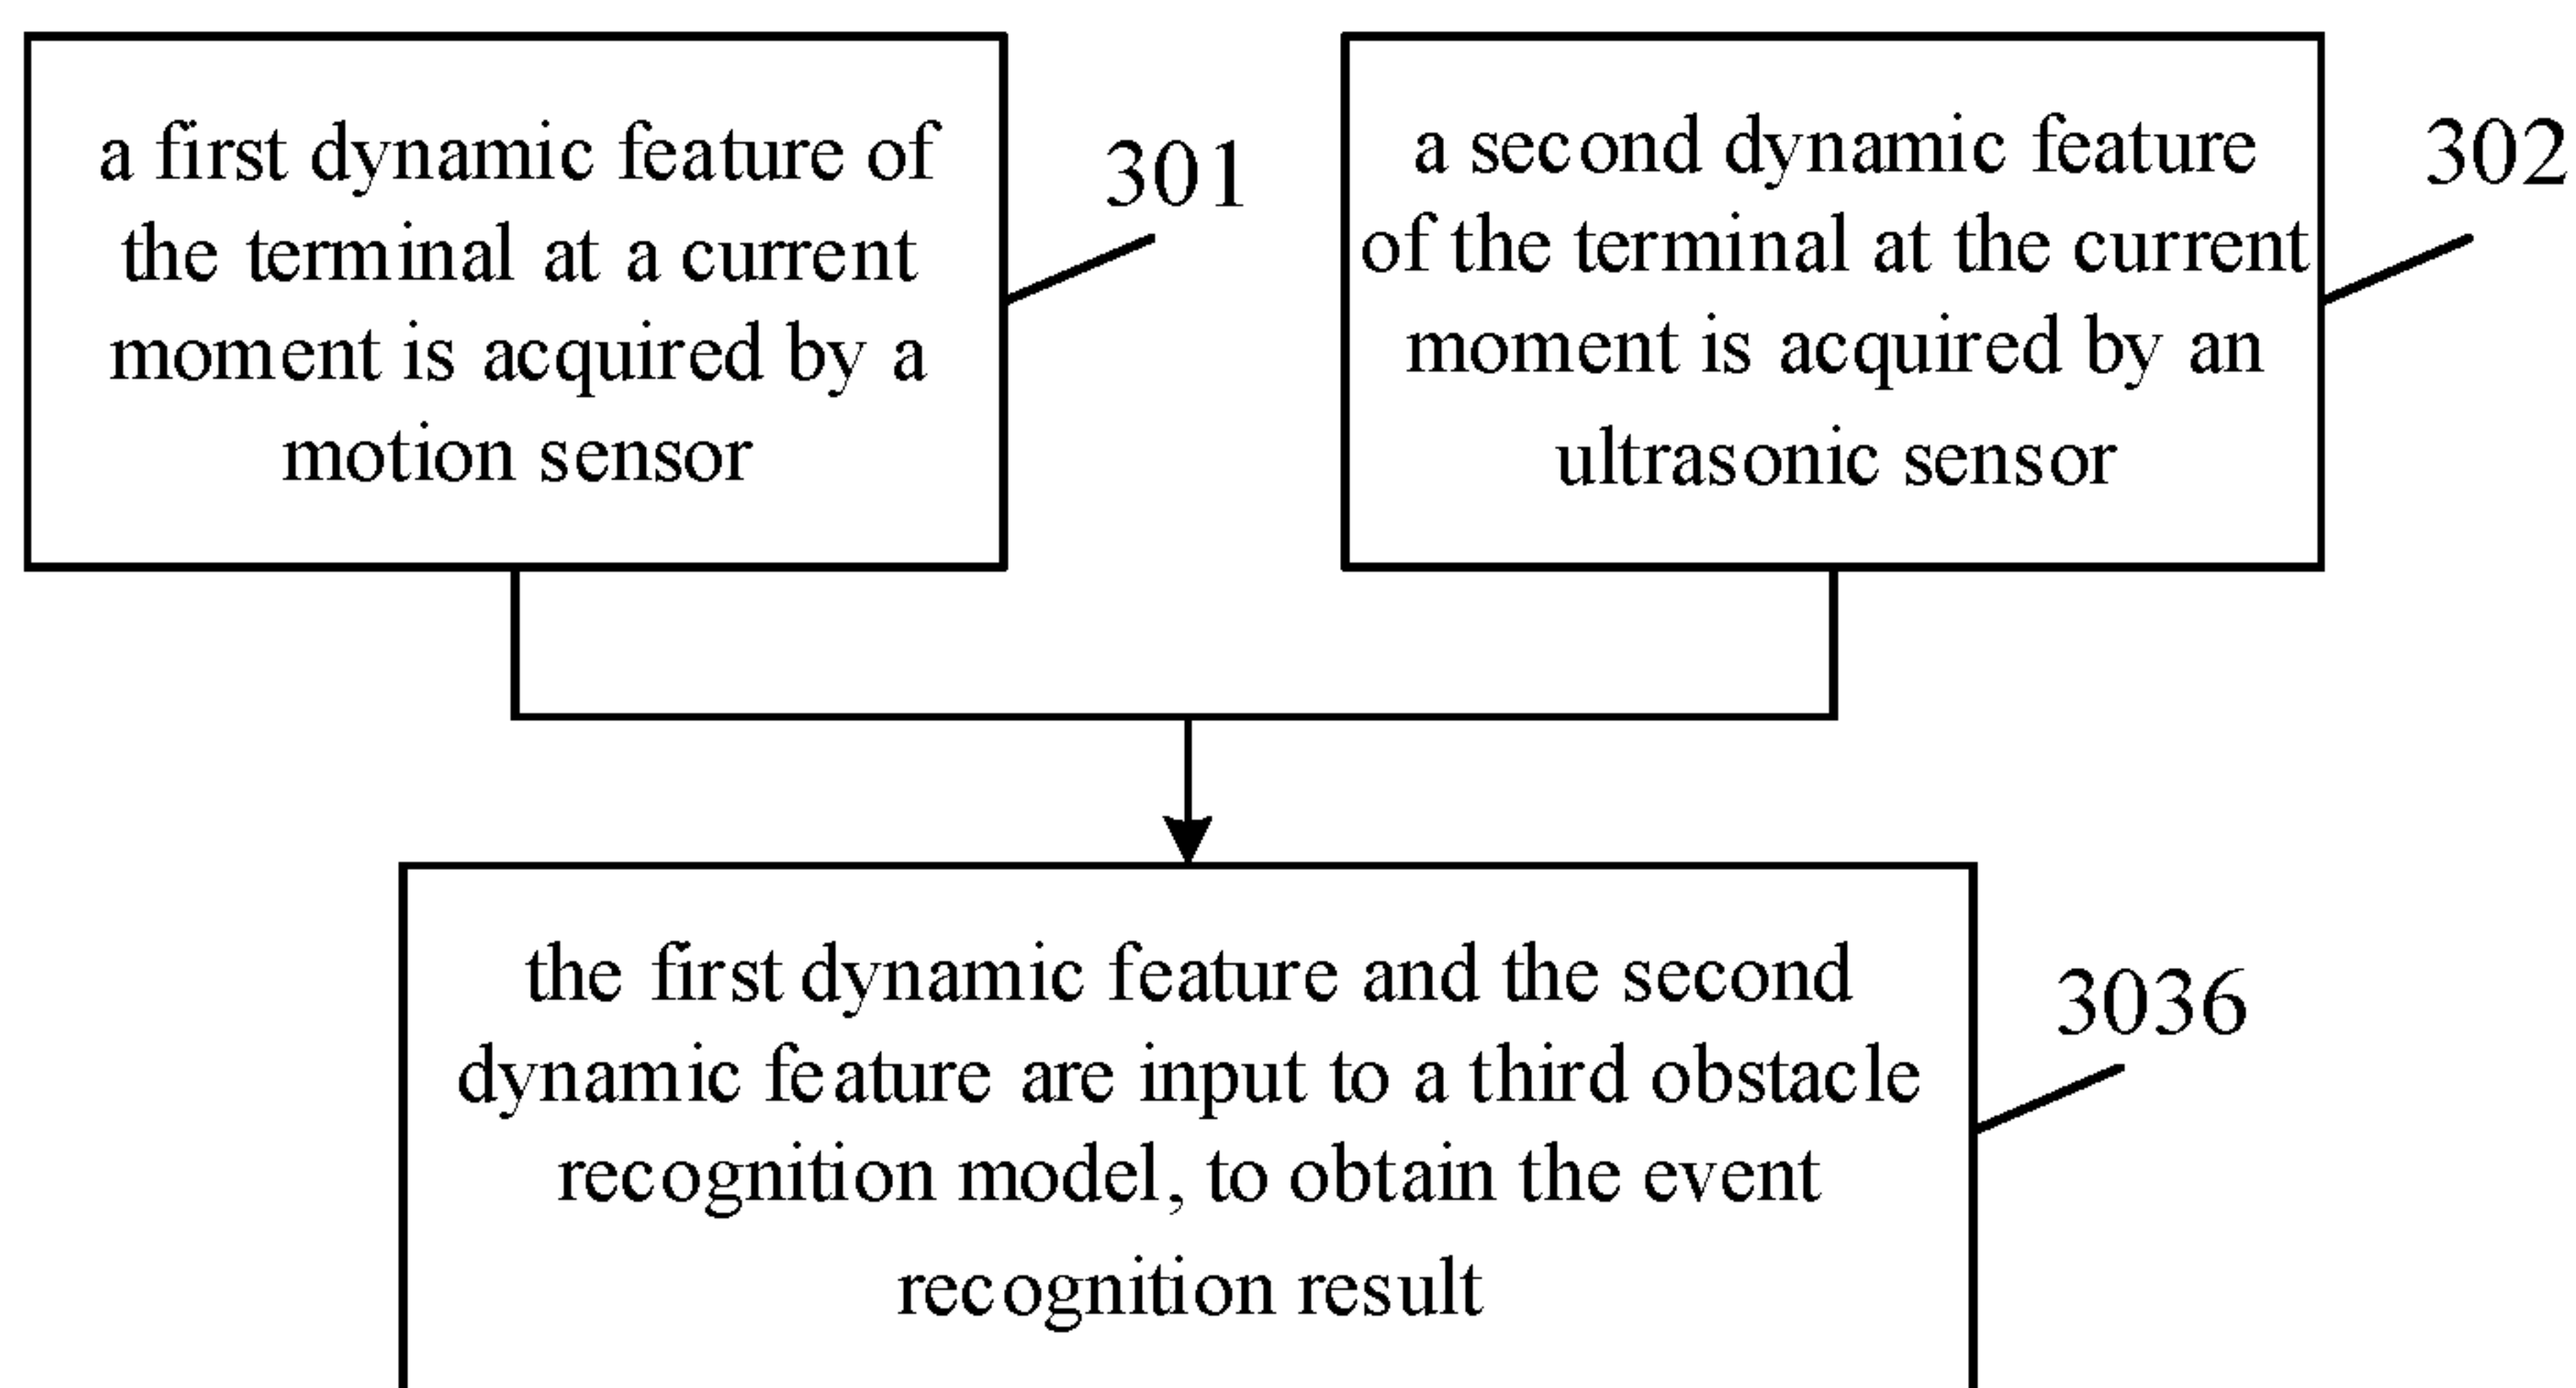 a first dynamic feature of
the terminal at a current
moment is acquired by a
motion sensor
301
a second dynamic feature
of the terminal at the current
moment is acquired by an
ultrasonic sensor
302
the first dynamic feature and the second
dynamic feature are input to a third obstacle
recognition model, to obtain the event
recognition result
3036